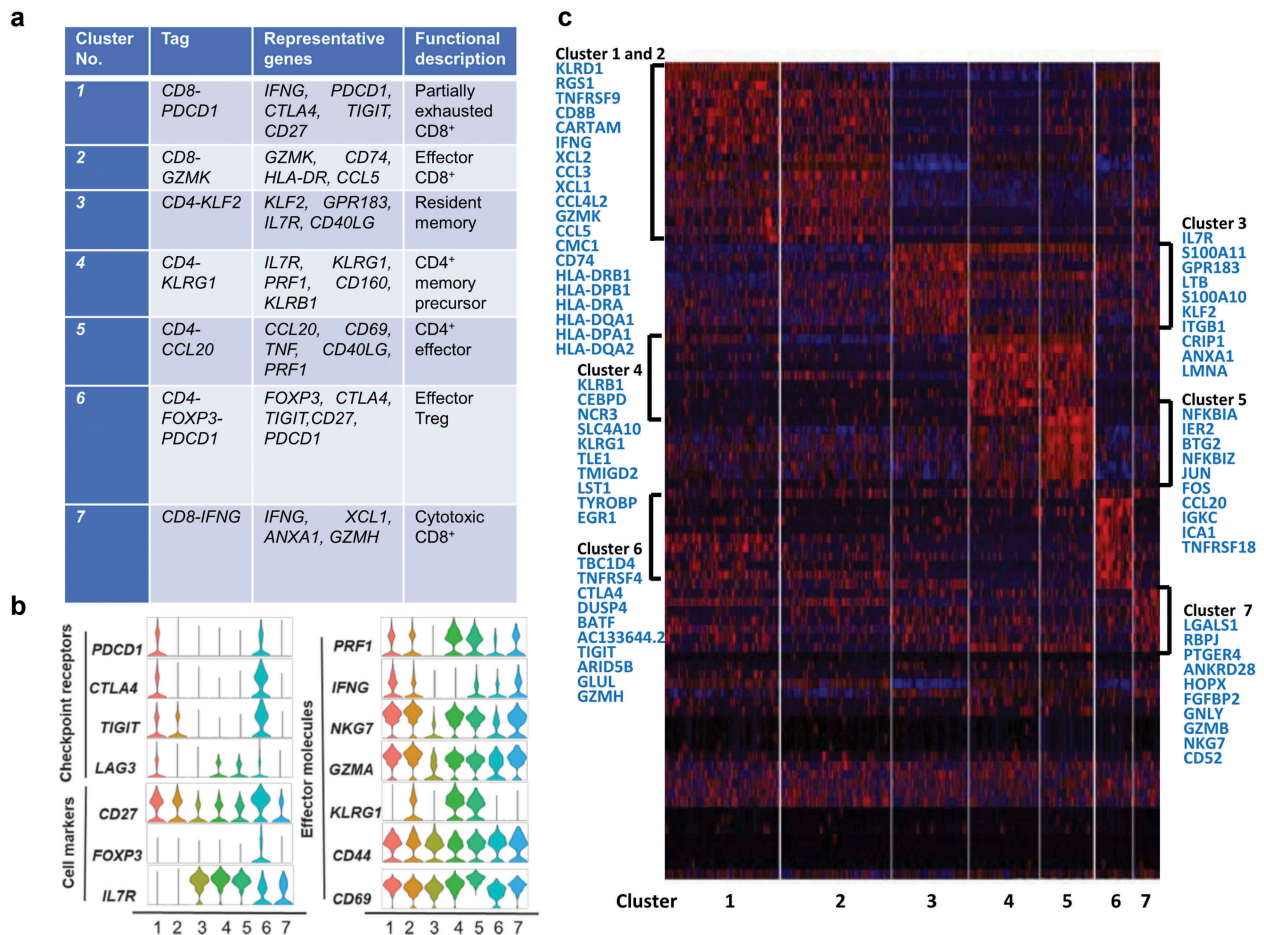 a
Cluster No.
Tag
Representative genes
Functional description
1
CD8-
PDCD1
IFNG, PDCD1,
CTLA4, TIGIT,
CD27
Partially
exhausted
CD8+
2
CD8-
GZMK
GZMK, CD74,
HLA-DR, CCL5
Effector
CD8+
3
CD4-KLF2
KLF2, GPR183,
IL7R, CD40LG
Resident
memory
4
CD4-
KLRG1
IL7R, KLRG1,
PRF1, CD160,
KLRB1
CD4+
memory
precursor
5
CD4-
CCL20
CCL20, CD69,
TNF, CD40LG,
PRF1
CD4+
effector
6
CD4-
FOXP3-
PDCD1
FOXP3, CTLA4,
TIGIT,CD27,
PDCD1
Effector
Treg
7
CD8-IFNG
IFNG, XCL1,
ANXA1, GZMH
Cytotoxic
CD8+
b
Checkpoint receptors
PDCD1
CTLA4
TIGIT
LAG3
Cell markers
CD27
FOXP3
IL7R
1 2 3 4 5 6 7
Effector molecules
PRF1
IFNG
NKG7
GZMA
KLRG1
CD44
CD69
1 2 3 4 5 6 7
c
Cluster 1 and 2
KLRD1
RGS1
TNFRSF9
CD8B
CARTAM
IFNG
XCL2
CCL3
XCL1
CCL4L2
GZMK
CCL5
CMC1
CD74
HLA-DRB1
HLA-DPB1
HLA-DRA
HLA-DQA1
HLA-DPA1
HLA-DQA2
Cluster 4
KLRB1
CEBPD
NCR3
SLC4A10
KLRG1
TLE1
TMIGD2
LST1
TYROBP
EGR1
Cluster 6
TBC1D4
TNFRSF4
CTLA4
DUSP4
BATF
AC133644.2
TIGIT
ARID5B
GLUL
GZMH
Cluster 3
IL7R
S100A11
GPR183
LTB
S100A10
KLF2
ITGB1
CRIP1
ANXA1
LMNA
Cluster 5
NFKBIA
IER2
BTG2
NFKBIZ
JUN
FOS
CCL20
IGKC
ICA1
TNFRSF18
Cluster 7
LGALS1
RBPJ
PTGER4
ANKRD28
HOPX
FGFBP2
GNLY
GZMB
NKG7
CD52
Cluster 1 2 3 4 5 6 7